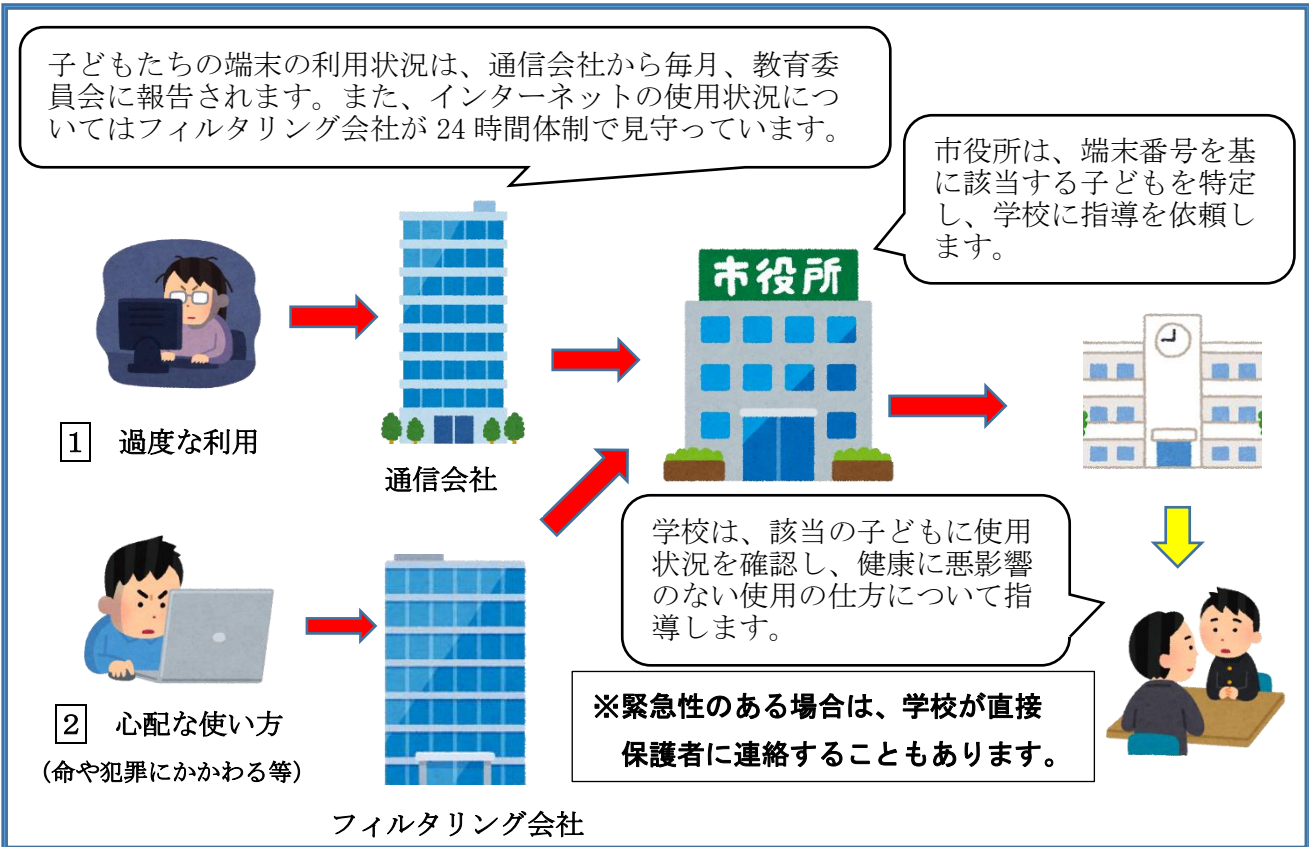 子どもたちの端末の利用状況は、通信会社から毎月、教育委
員会に報告されます。また、インターネットの使用状況につ
いてはフィルタリング会社が 24 時間体制で見守っています。
市役所は、端末番号を基
に該当する子どもを特定
し、学校に指導を依頼し
ます。
市役所
1 過度な利用
通信会社
学校は、該当の子どもに使用
状況を確認し、健康に悪影響
のない使用の仕方について指
導します。
2 心配な使い方
(命や犯罪にかかわる等)
※緊急性のある場合は、学校が直接
保護者に連絡することもあります。
フィルタリング会社